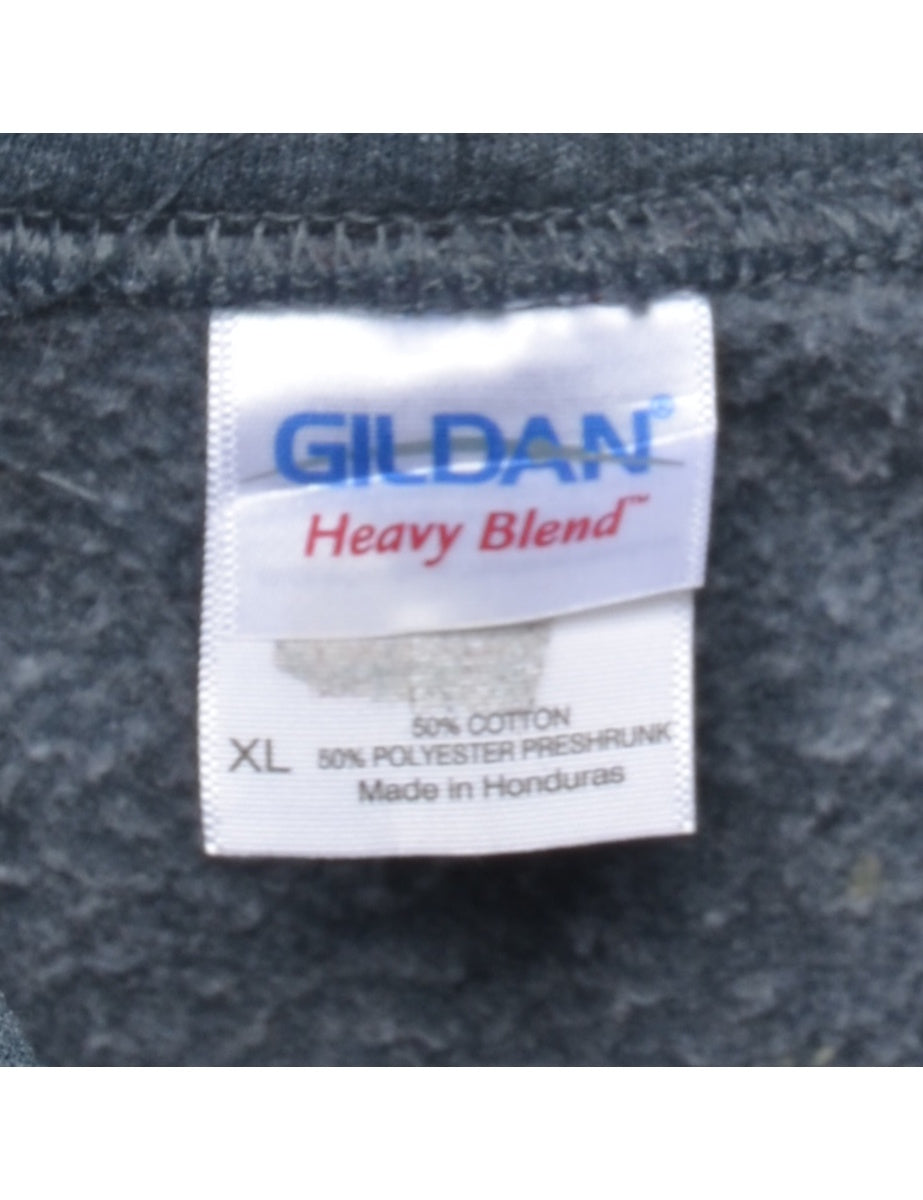 GILDAN®
Heavy Blend™
50% COTTON
XL 50% POLYESTER PRESHRUNK
Made in Honduras